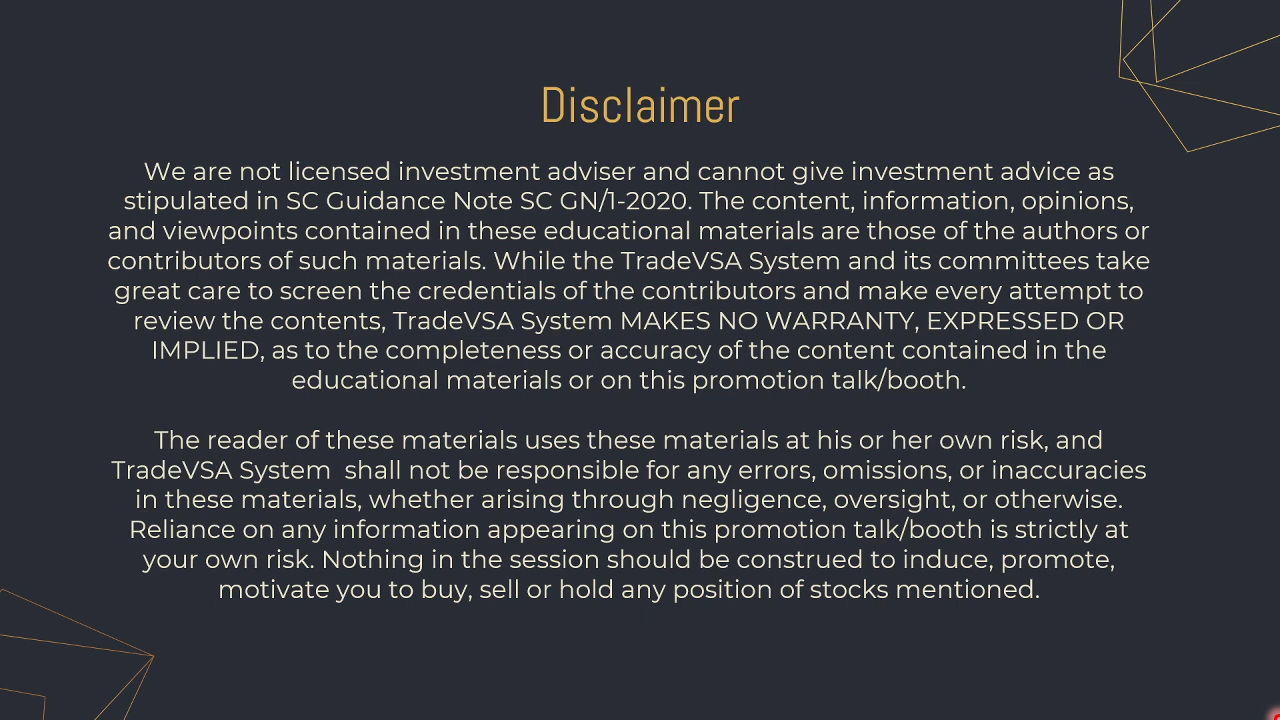 Disclaimer
We are not licensed investment adviser and cannot give investment advice as
stipulated in SC Guidance Note SC GN/1-2020. The content, information, opinions,
and viewpoints contained in these educational materials are those of the authors or
contributors of such materials. While the TradeVSA System and its committees take
great care to screen the credentials of the contributors and make every attempt to
review the contents, TradeVSA System MAKES NO WARRANTY, EXPRESSED OR
IMPLIED, as to the completeness or accuracy of the content contained in the
educational materials or on this promotion talk/booth.
The reader of these materials uses these materials at his or her own risk, and
TradeVSA System  shall not be responsible for any errors, omissions, or inaccuracies
in these materials, whether arising through negligence, oversight, or otherwise.
Reliance on any information appearing on this promotion talk/booth is strictly at
your own risk. Nothing in the session should be construed to induce, promote,
motivate you to buy, sell or hold any position of stocks mentioned.